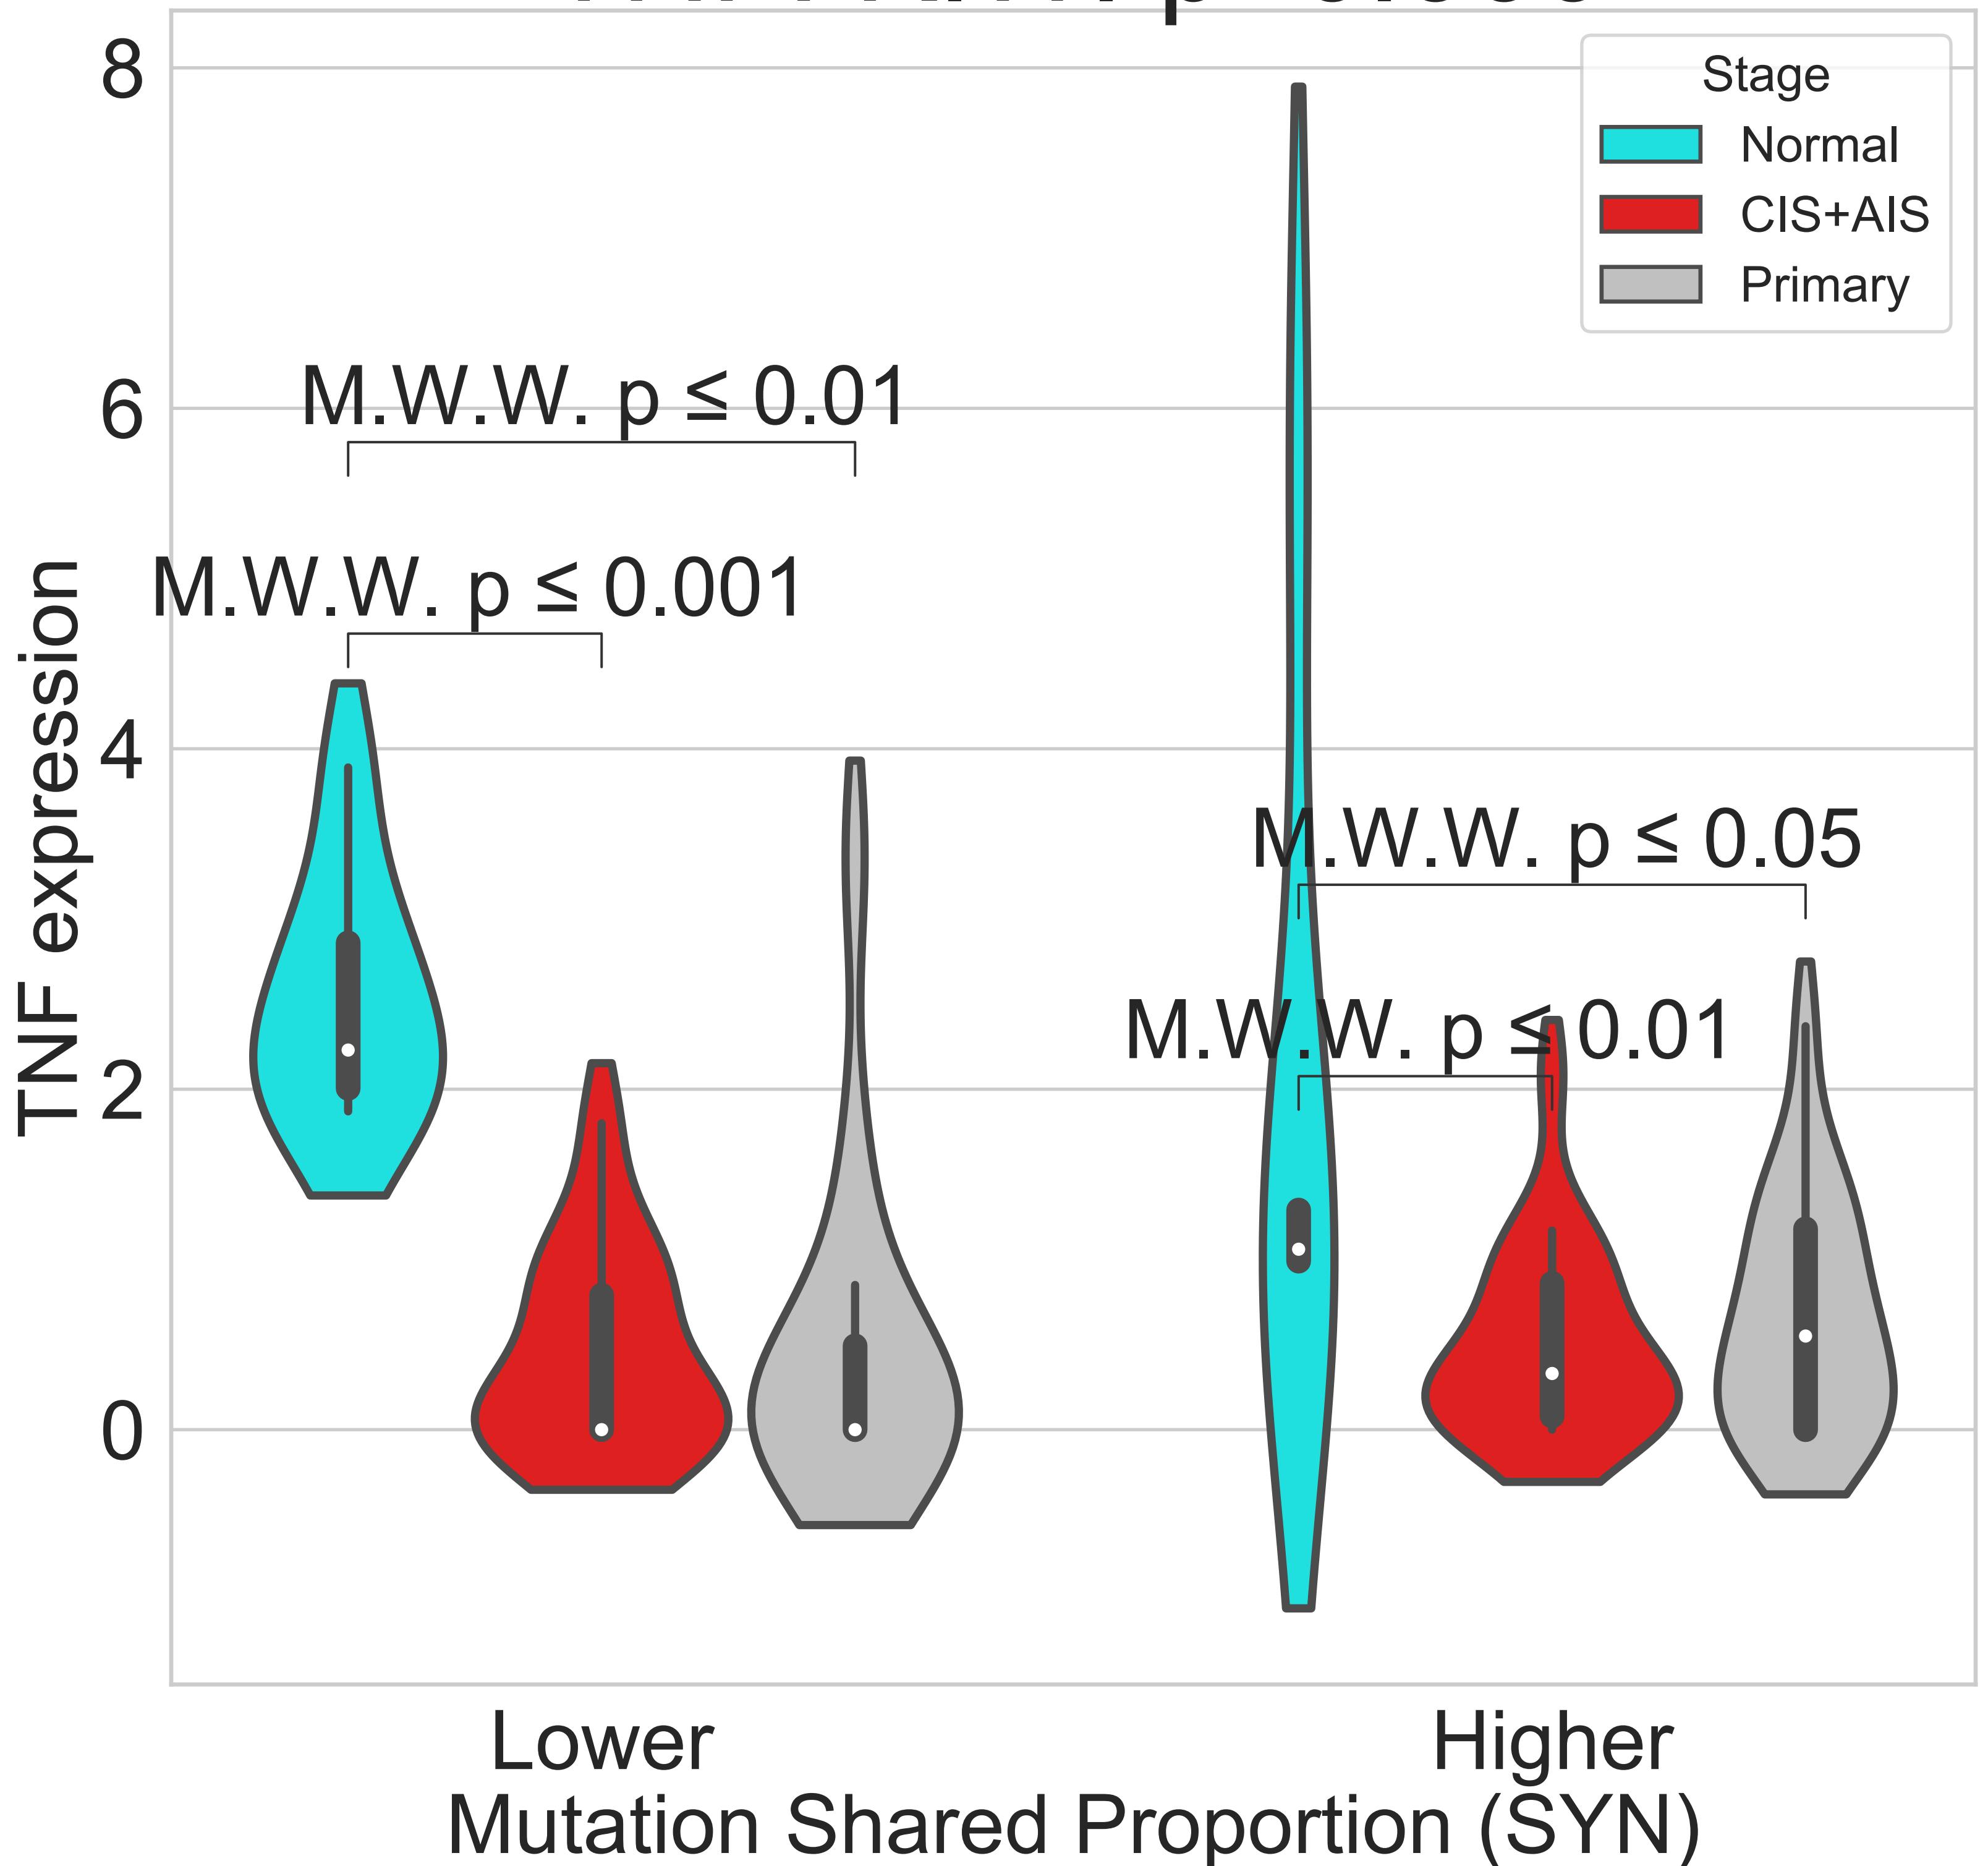 8
6
4
2
0
TNF expression
Stage
Normal
CIS+AIS
Primary
M.W.W. p ≤ 0.01
M.W.W. p ≤ 0.001
M.W.W. p ≤ 0.05
M.W.W. p ≤ 0.01
Lower
Higher
Mutation Shared Proportion (SYN)